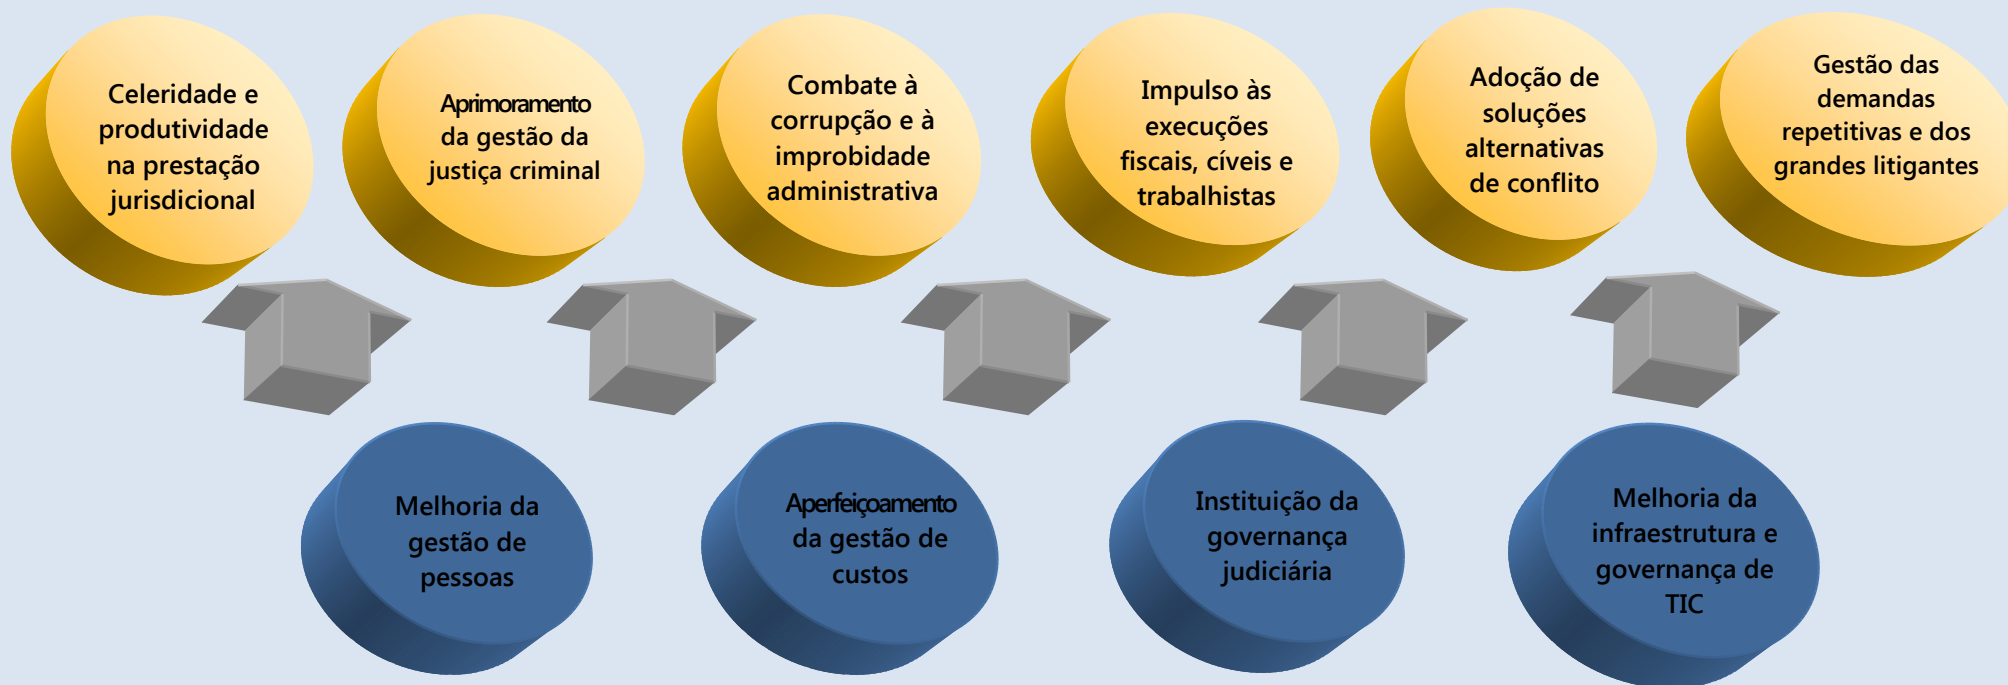 Celeridade e
produtividade
na prestação
jurisdicional
Aprimoramento
da gestão da
justiça criminal
Combate à
corrupção e à
improbidade
administrativa
Impulso às
execuções
fiscais, cíveis e
trabalhistas
Adoção de
soluções
alternativas
de conflito
Gestão das
demandas
repetitivas e dos
grandes litigantes
Melhoria da
gestão de
pessoas
Aperfeiçoamento
da gestão de
custos
Instituição da
governança
judiciária
Melhoria da
infraestrutura e
governança de
TIC